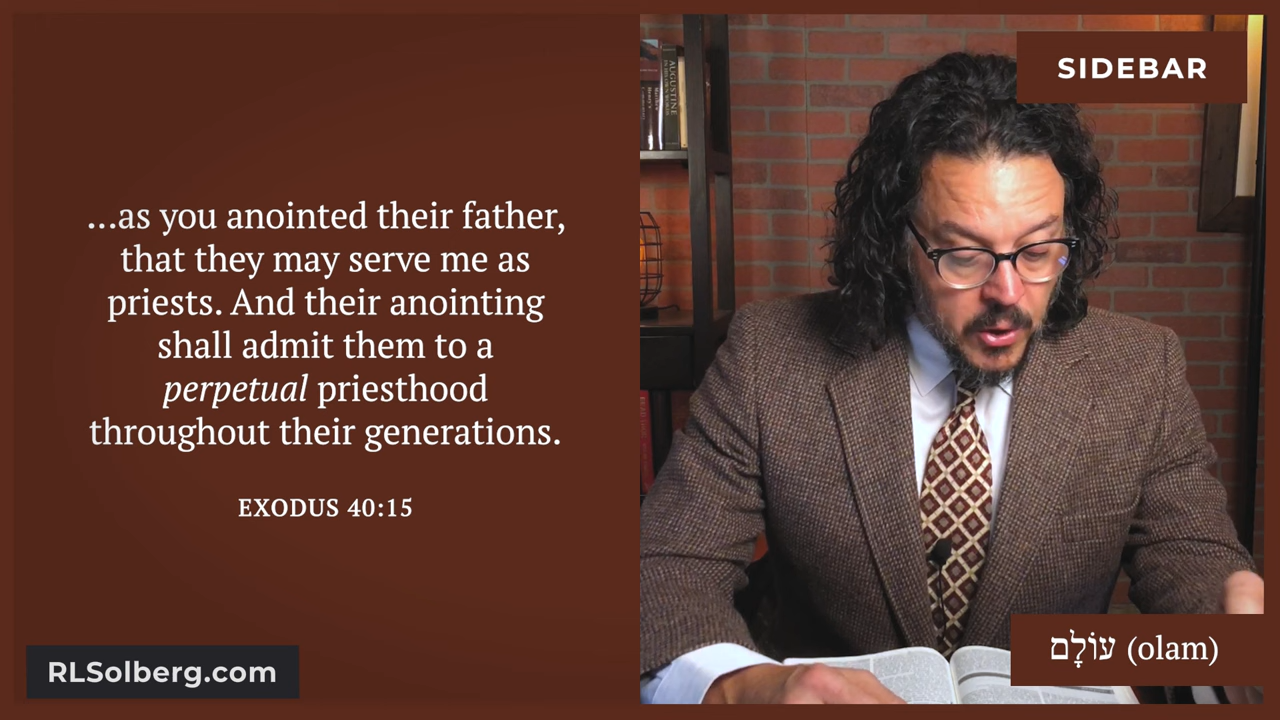 ...as you anointed their father,
that they may serve me as
priests. And their anointing
shall admit them to a
perpetual priesthood
throughout their generations.
EXODUS 40:15
RLSolberg.com
SIDEBAR
AUGUSTINE
עוֹלָם (olam)